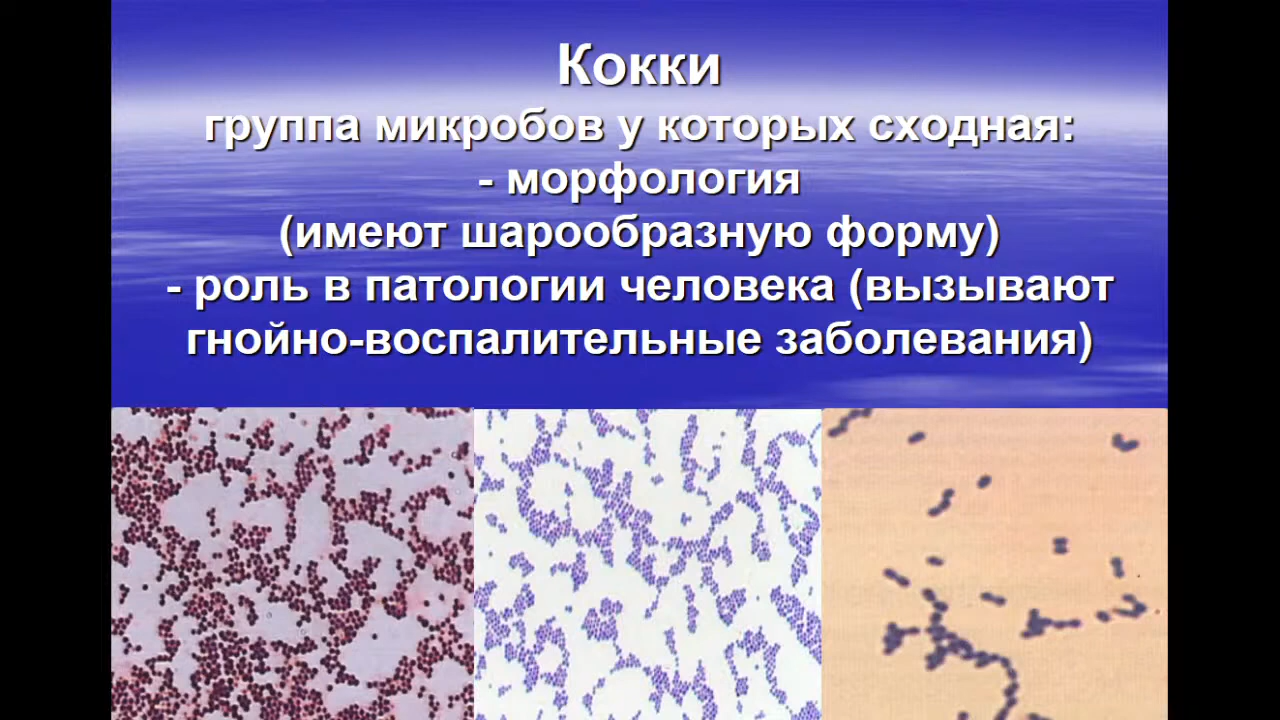 Кокки
группа микробов у которых сходная:
- морфология
(имеют шарообразную форму)
- роль в патологии человека (вызывают
гнойно-воспалительные заболевания)